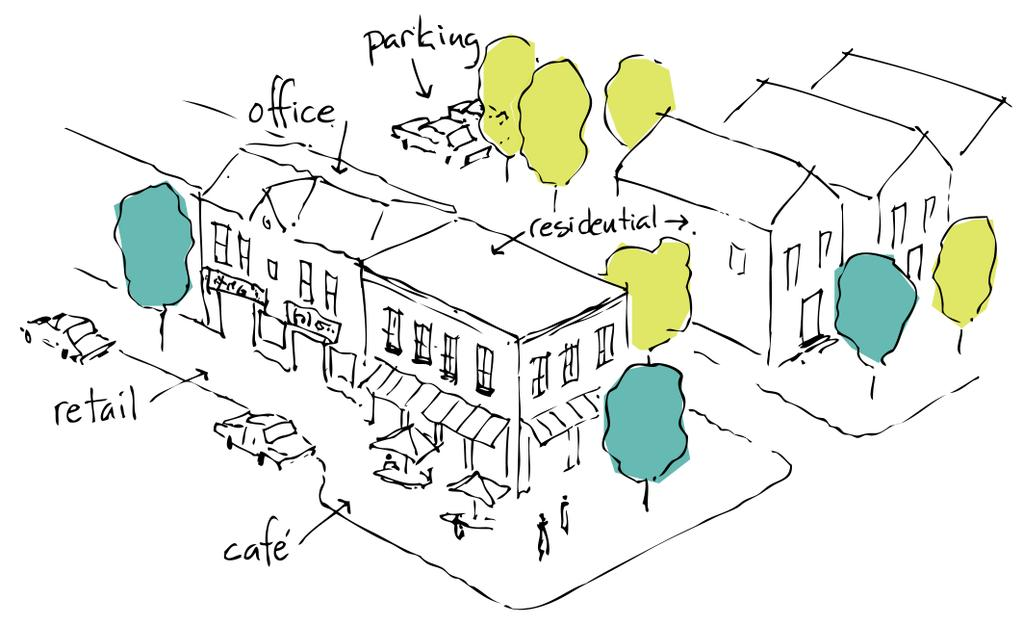 parking
office
residential →
retail
café